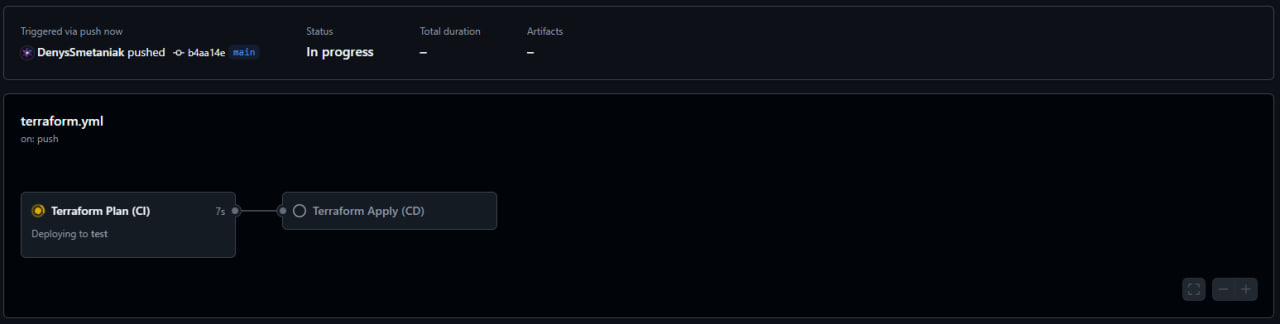 Triggered via push now
DenysSmetaniak pushed b4aa14e main
Status
In progress
Total duration
–
Artifacts
–
terraform.yml
on: push
Terraform Plan (CI) 7s
Deploying to test
Terraform Apply (CD)